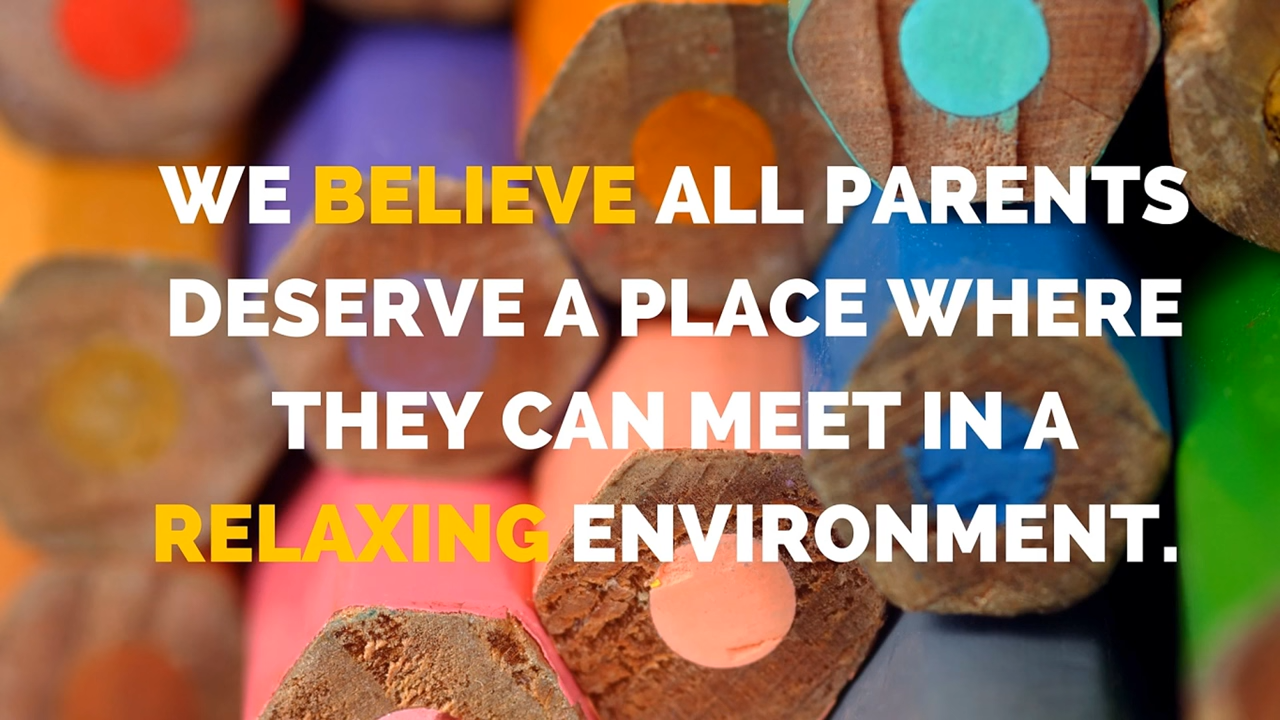 WE BELIEVE ALL PARENTS
DESERVE A PLACE WHERE
THEY CAN MEET IN A
RELAXING ENVIRONMENT.